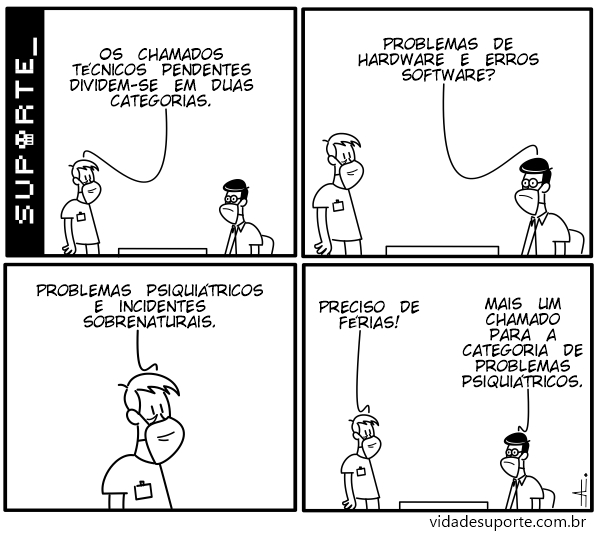 SUPORTE_
OS CHAMADOS
TÉCNICOS PENDENTES
DIVIDEM-SE EM DUAS
CATEGORIAS.
PROBLEMAS DE
HARDWARE E ERROS
SOFTWARE?
PROBLEMAS PSIQUIÁTRICOS
E INCIDENTES
SOBRENATURAIS.
PRECISO DE
FÉRIAS!
MAIS UM
CHAMADO
PARA A
CATEGORIA DE
PROBLEMAS
PSIQUIÁTRICOS.
vidadesuporte.com.br